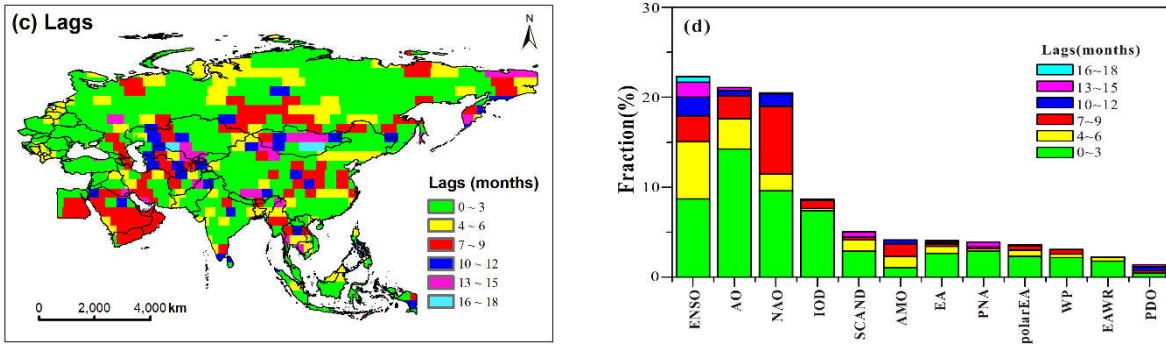 (c) Lags
N
Lags (months)
0 ~ 3
4 ~ 6
7 ~ 9
10 ~ 12
13 ~ 15
16 ~ 18
0 2,000 4,000 km
(d)
Lags(months)
16~18
13~15
10~12
7~9
4~6
0~3
Fraction(%)
30
20
10
0
ENSO
AO
NAO
IOD
SCAND
AMO
EA
PNA
polarEA
WP
EAWR
PDO